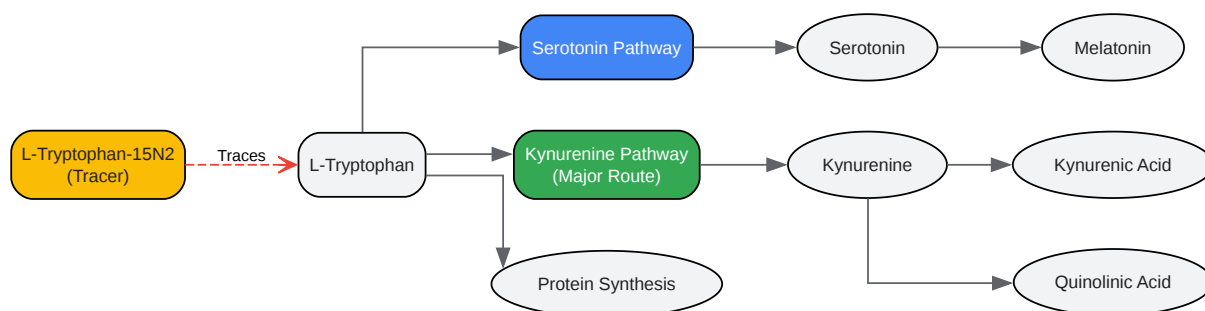 Serotonin Pathway
Serotonin
Melatonin
L-Tryptophan-15N2
(Tracer)
Traces
L-Tryptophan
Kynurenine Pathway
(Major Route)
Kynurenine
Kynurenic Acid
Protein Synthesis
Quinolinic Acid